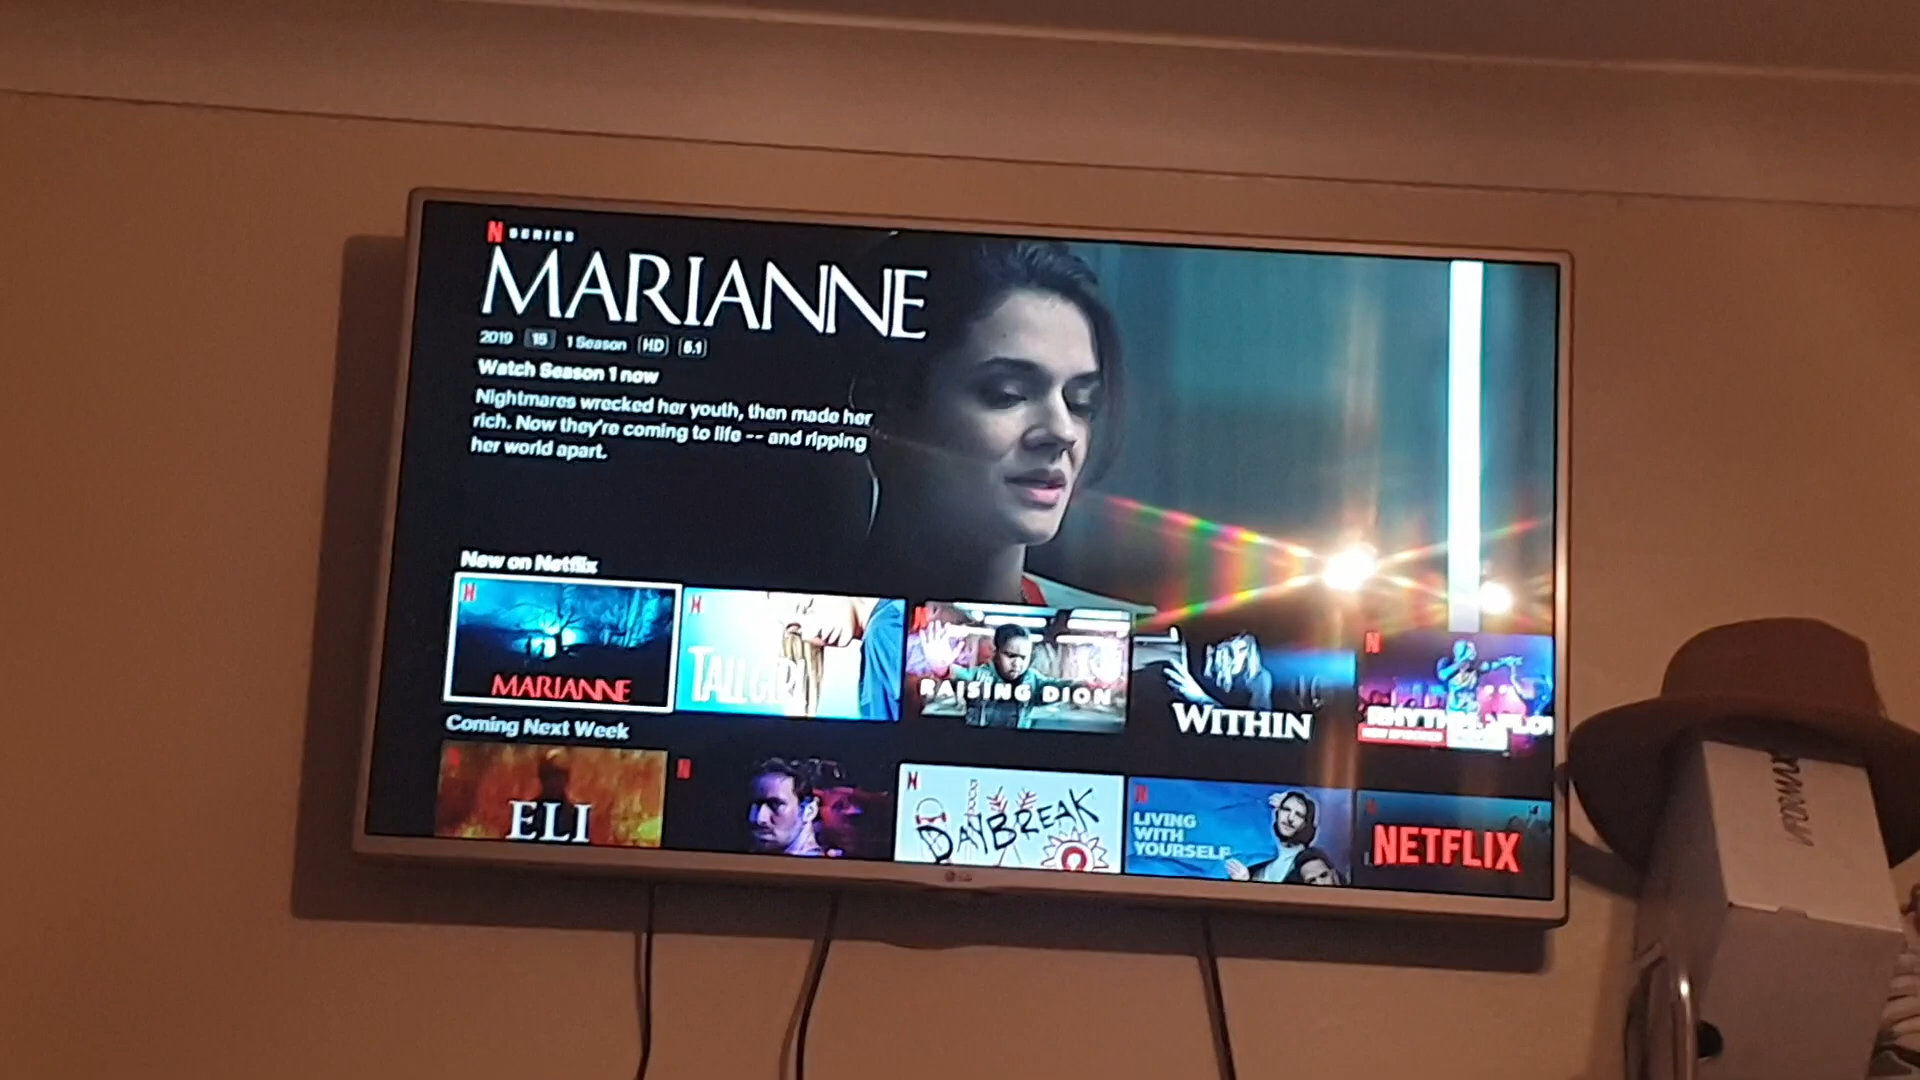 N SERIES
MARIANNE
2019 15 1 Season HD 5.1
Watch Season 1 now
Nightmares wrecked her youth, then made her
rich. Now they're coming to life -- and ripping
her world apart.
New on Netflix
MARIANNE
TALL GIRL
RAISING DION
WITHIN
RHYTHM
Coming Next Week
ELI
DAYBREAK
LIVING
WITH
YOURSELF
NETFLIX
LG